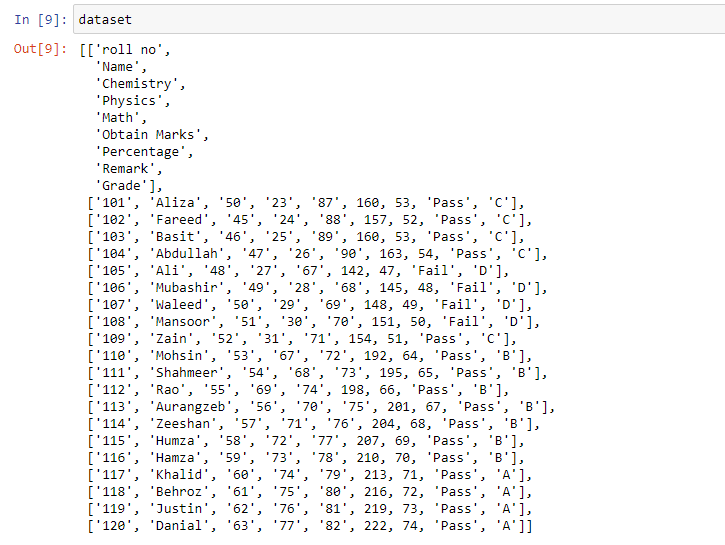 In [9]: dataset
Out[9]: [['roll no',
'Name',
'Chemistry',
'Physics',
'Math',
'Obtain Marks',
'Percentage',
'Remark',
'Grade'],
['101', 'Aliza', '50', '23', '87', 160, 53, 'Pass', 'C'],
['102', 'Fareed', '45', '24', '88', 157, 52, 'Pass', 'C'],
['103', 'Basit', '46', '25', '89', 160, 53, 'Pass', 'C'],
['104', 'Abdullah', '47', '26', '90', 163, 54, 'Pass', 'C'],
['105', 'Ali', '48', '27', '67', 142, 47, 'Fail', 'D'],
['106', 'Mubashir', '49', '28', '68', 145, 48, 'Fail', 'D'],
['107', 'Waleed', '50', '29', '69', 148, 49, 'Fail', 'D'],
['108', 'Mansoor', '51', '30', '70', 151, 50, 'Fail', 'D'],
['109', 'Zain', '52', '31', '71', 154, 51, 'Pass', 'C'],
['110', 'Mohsin', '53', '67', '72', 192, 64, 'Pass', 'B'],
['111', 'Shahmeer', '54', '68', '73', 195, 65, 'Pass', 'B'],
['112', 'Rao', '55', '69', '74', 198, 66, 'Pass', 'B'],
['113', 'Aurangzeb', '56', '70', '75', 201, 67, 'Pass', 'B'],
['114', 'Zeeshan', '57', '71', '76', 204, 68, 'Pass', 'B'],
['115', 'Humza', '58', '72', '77', 207, 69, 'Pass', 'B'],
['116', 'Hamza', '59', '73', '78', 210, 70, 'Pass', 'B'],
['117', 'Khalid', '60', '74', '79', 213, 71, 'Pass', 'A'],
['118', 'Behroz', '61', '75', '80', 216, 72, 'Pass', 'A'],
['119', 'Justin', '62', '76', '81', 219, 73, 'Pass', 'A'],
['120', 'Danial', '63', '77', '82', 222, 74, 'Pass', 'A']]